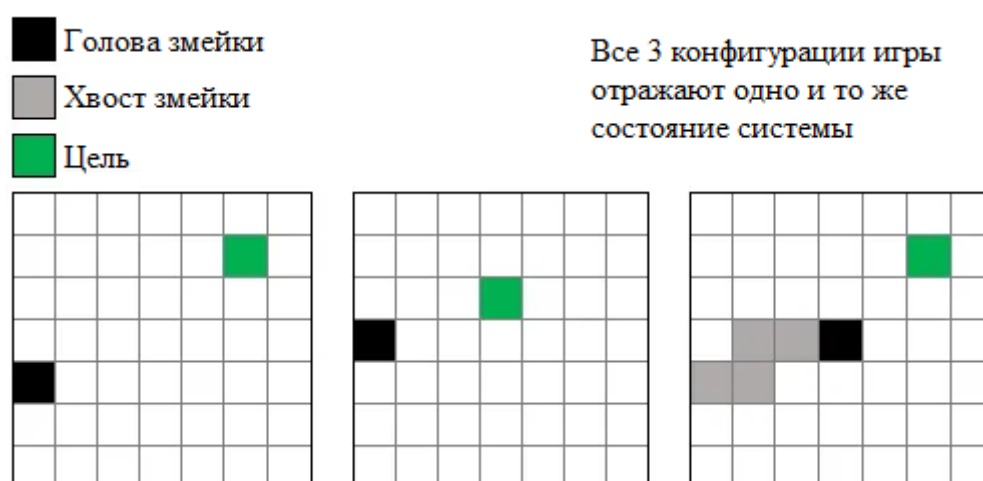 Голова змейки
Хвост змейки
Цель
Все 3 конфигурации игры
отражают одно и то же
состояние системы